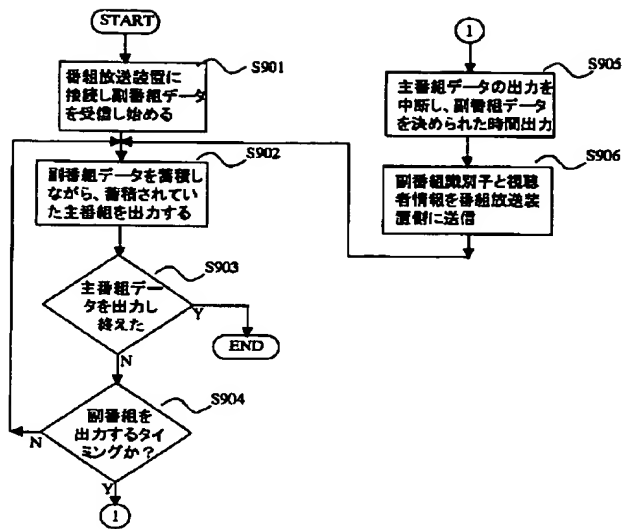 START
S901
番組放送装置に
接続し副番組データ
を受信し始める
S902
副番組データを蓄積し
ながら、蓄積されてい
た主番組を出力する
S903
主番組デー
タを出力し
終えた
Y
END
N
S904
副番組を
出力するタイ
ミングか?
N
Y
1
1
S905
主番組データの出力を
中断し、副番組データ
を決められた時間出力
S906
副番組識別子と視聴
者情報を番組放送装
置側に送信